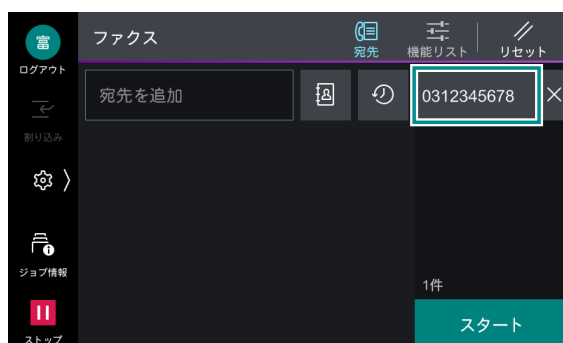 富
ログアウト
割り込み
ジョブ情報
ストップ
ファクス
宛先
機能リスト
リセット
宛先を追加
0312345678
1件
スタート